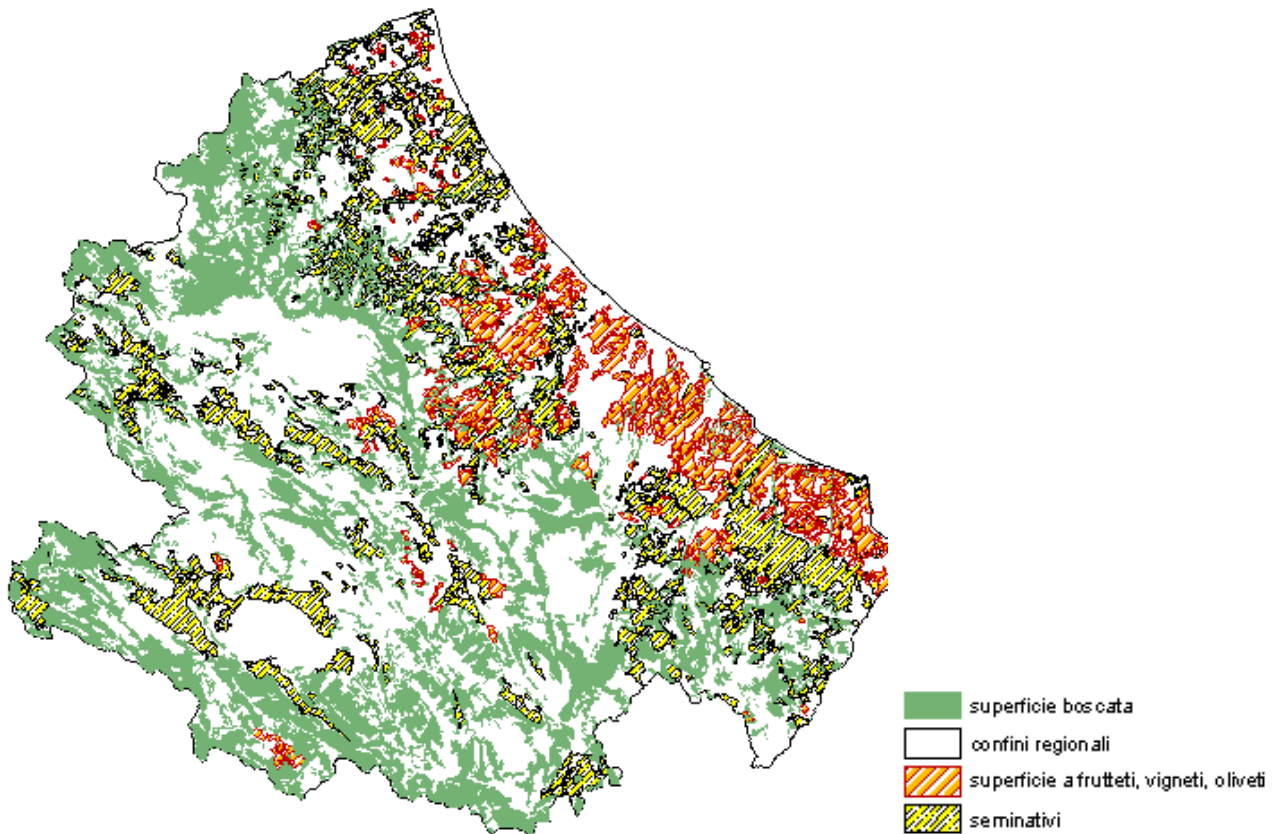 superficie boscata
confini regionali
superficie a frutteti, vigneti, oliveti
seminativi